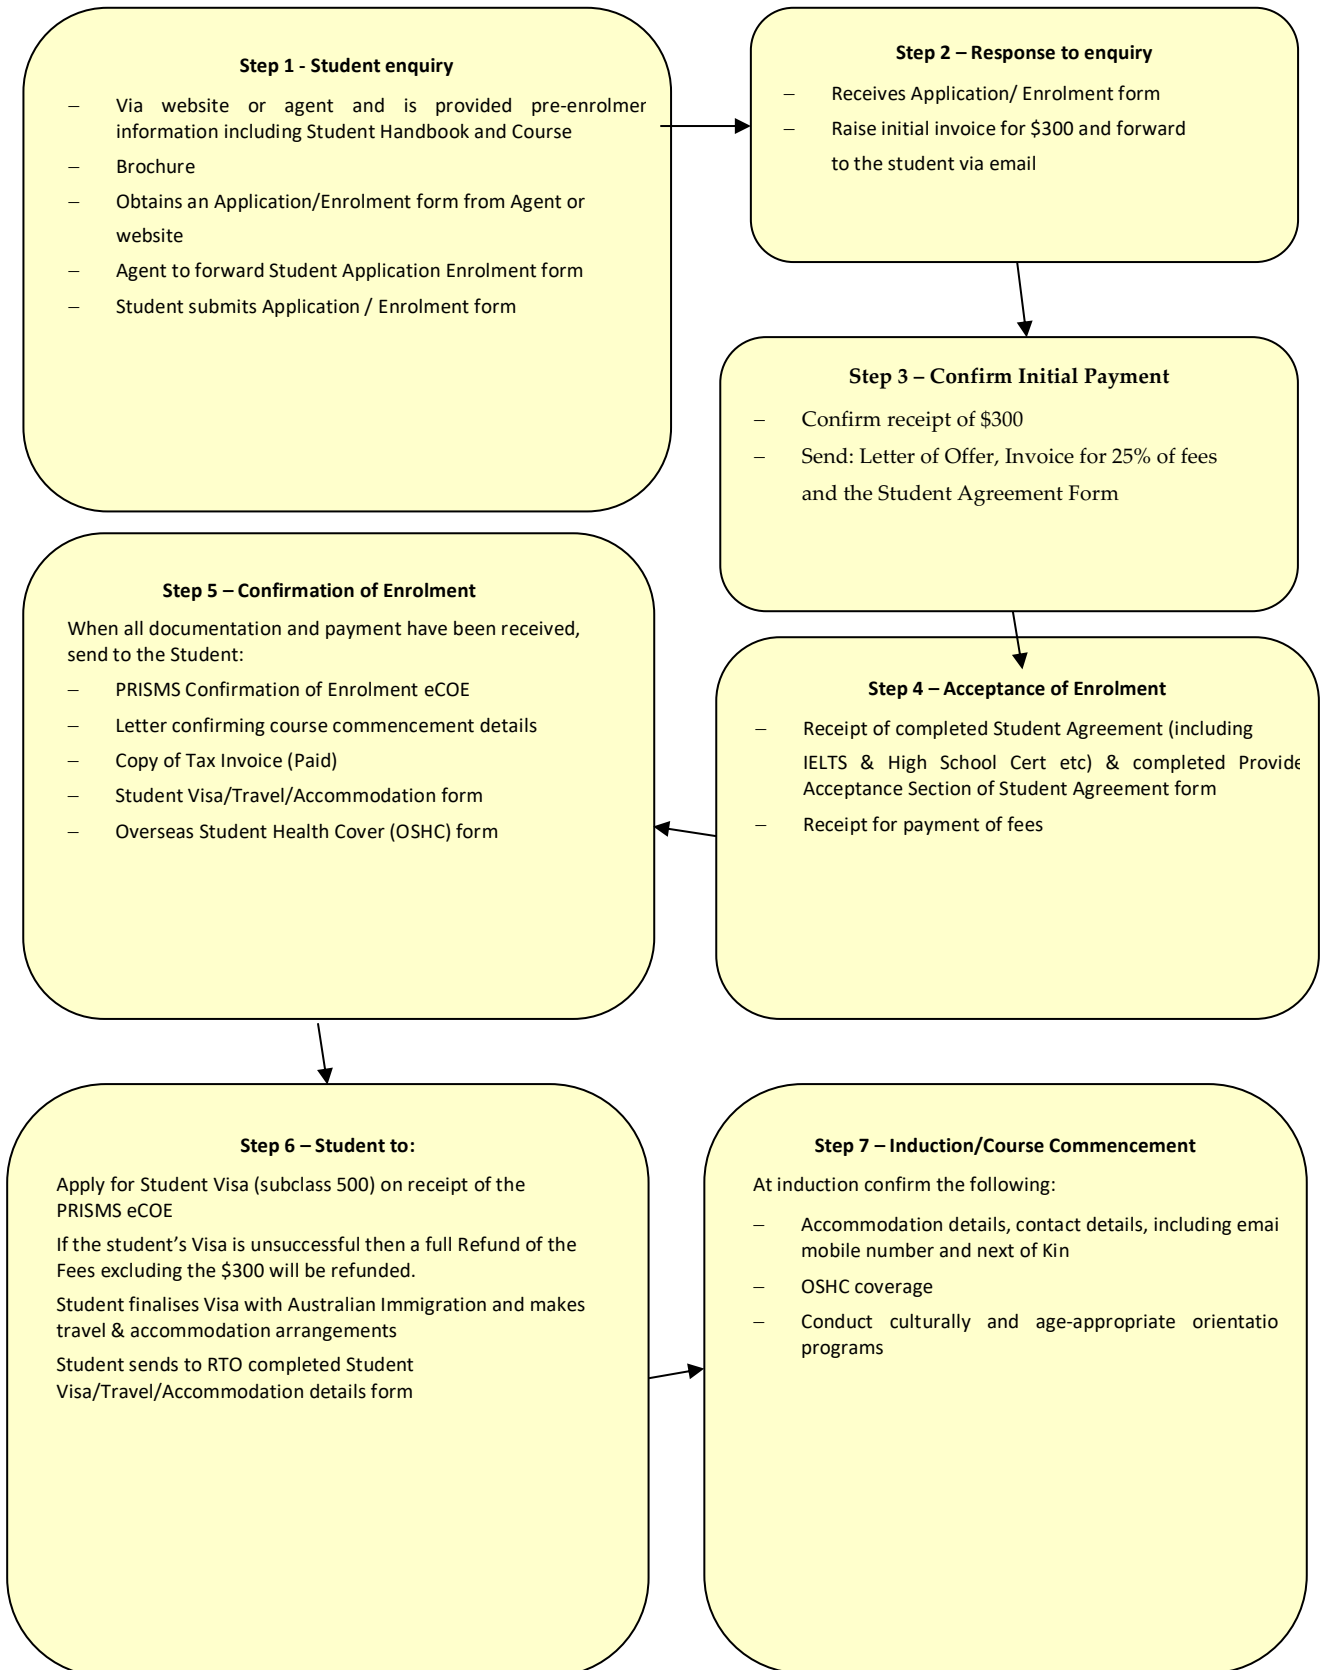 Step 1 - Student enquiry
– Via website or agent and is provided pre-enrolmer
information including Student Handbook and Course
– Brochure
– Obtains an Application/Enrolment form from Agent or
website
– Agent to forward Student Application Enrolment form
– Student submits Application / Enrolment form
Step 2 – Response to enquiry
– Receives Application/ Enrolment form
– Raise initial invoice for $300 and forward
to the student via email
Step 3 – Confirm Initial Payment
– Confirm receipt of $300
– Send: Letter of Offer, Invoice for 25% of fees
and the Student Agreement Form
Step 4 – Acceptance of Enrolment
– Receipt of completed Student Agreement (including
IELTS & High School Cert etc) & completed Provide
Acceptance Section of Student Agreement form
– Receipt for payment of fees
Step 5 – Confirmation of Enrolment
When all documentation and payment have been received,
send to the Student:
– PRISMS Confirmation of Enrolment eCOE
– Letter confirming course commencement details
– Copy of Tax Invoice (Paid)
– Student Visa/Travel/Accommodation form
– Overseas Student Health Cover (OSHC) form
Step 6 – Student to:
Apply for Student Visa (subclass 500) on receipt of the
PRISMS eCOE
If the student’s Visa is unsuccessful then a full Refund of the
Fees excluding the $300 will be refunded.
Student finalises Visa with Australian Immigration and makes
travel & accommodation arrangements
Student sends to RTO completed Student
Visa/Travel/Accommodation details form
Step 7 – Induction/Course Commencement
At induction confirm the following:
– Accommodation details, contact details, including emai
mobile number and next of Kin
– OSHC coverage
– Conduct culturally and age-appropriate orientatio
programs